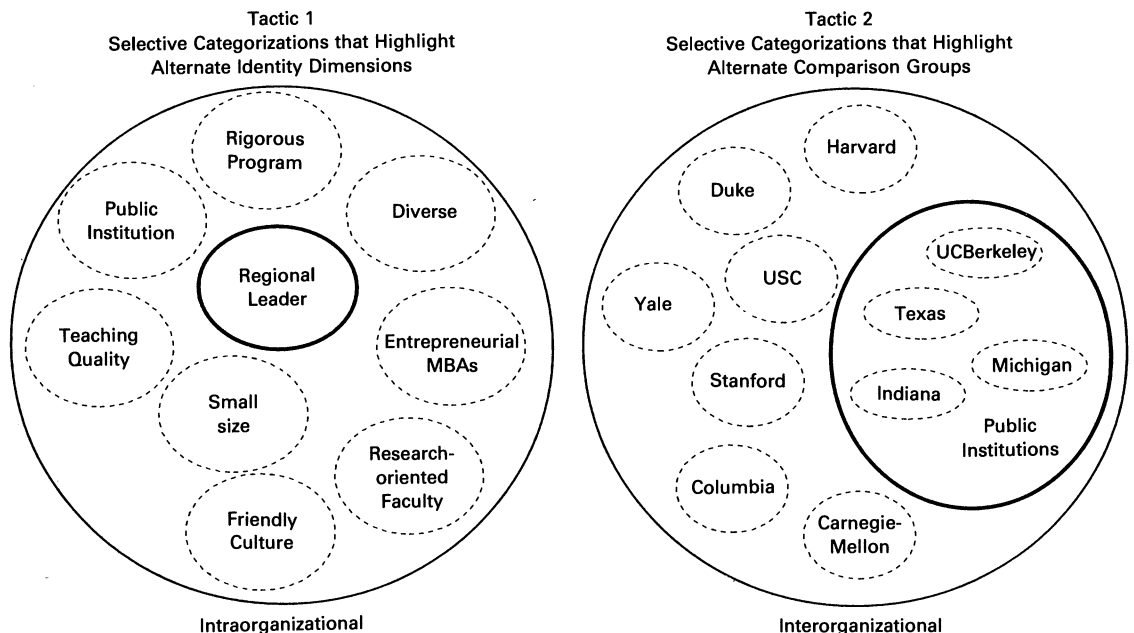 Tactic 1
Selective Categorizations that Highlight
Alternate Identity Dimensions
Rigorous
Program
Public
Institution
Diverse
Regional
Leader
Teaching
Quality
Entrepreneurial
MBAs
Small
size
Research-
oriented
Faculty
Friendly
Culture
Intraorganizational
Tactic 2
Selective Categorizations that Highlight
Alternate Comparison Groups
Harvard
Duke
UCBerkeley
USC
Yale
Texas
Michigan
Stanford
Indiana
Public
Institutions
Columbia
Carnegie-
Mellon
Interorganizational